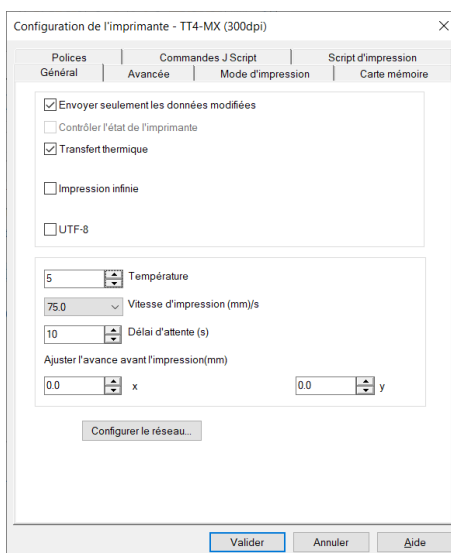 Configuration de l'imprimante - TT4-MX (300dpi)
Polices Commandes J Script Script d'impression
Général Avancée Mode d'impression Carte mémoire
Envoyer seulement les données modifiées
Contrôler l'état de l'imprimante
Transfert thermique
Impression infinie
UTF-8
5 Température
75.0 Vitesse d'impression (mm)/s
10 Délai d'attente (s)
Ajuster l'avance avant l'impression(mm)
0.0 x 0.0 y
Configurer le réseau...
Valider Annuler Aide